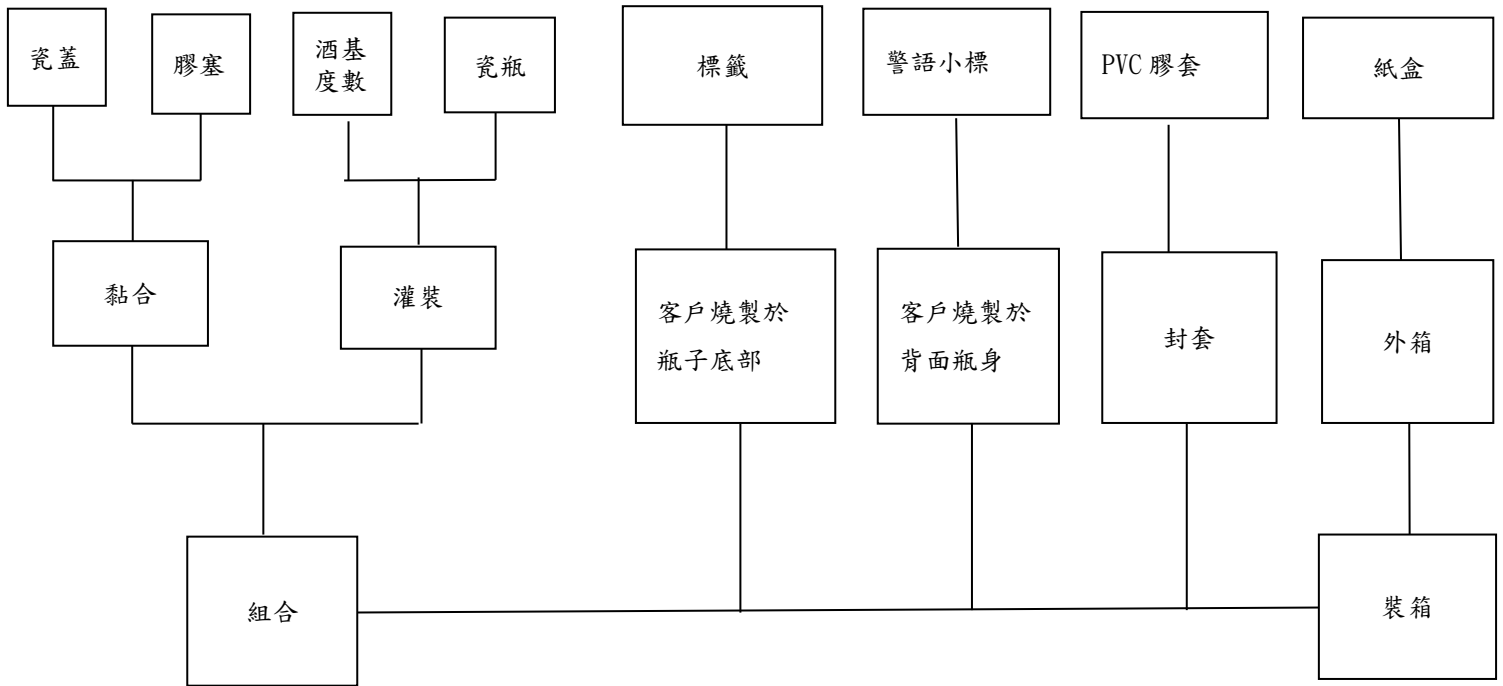 瓷蓋
膠塞
酒基
度數
瓷瓶
標籤
警語小標
PVC 膠套
紙盒
黏合
灌裝
客戶燒製於
瓶子底部
客戶燒製於
背面瓶身
封套
外箱
組合
裝箱